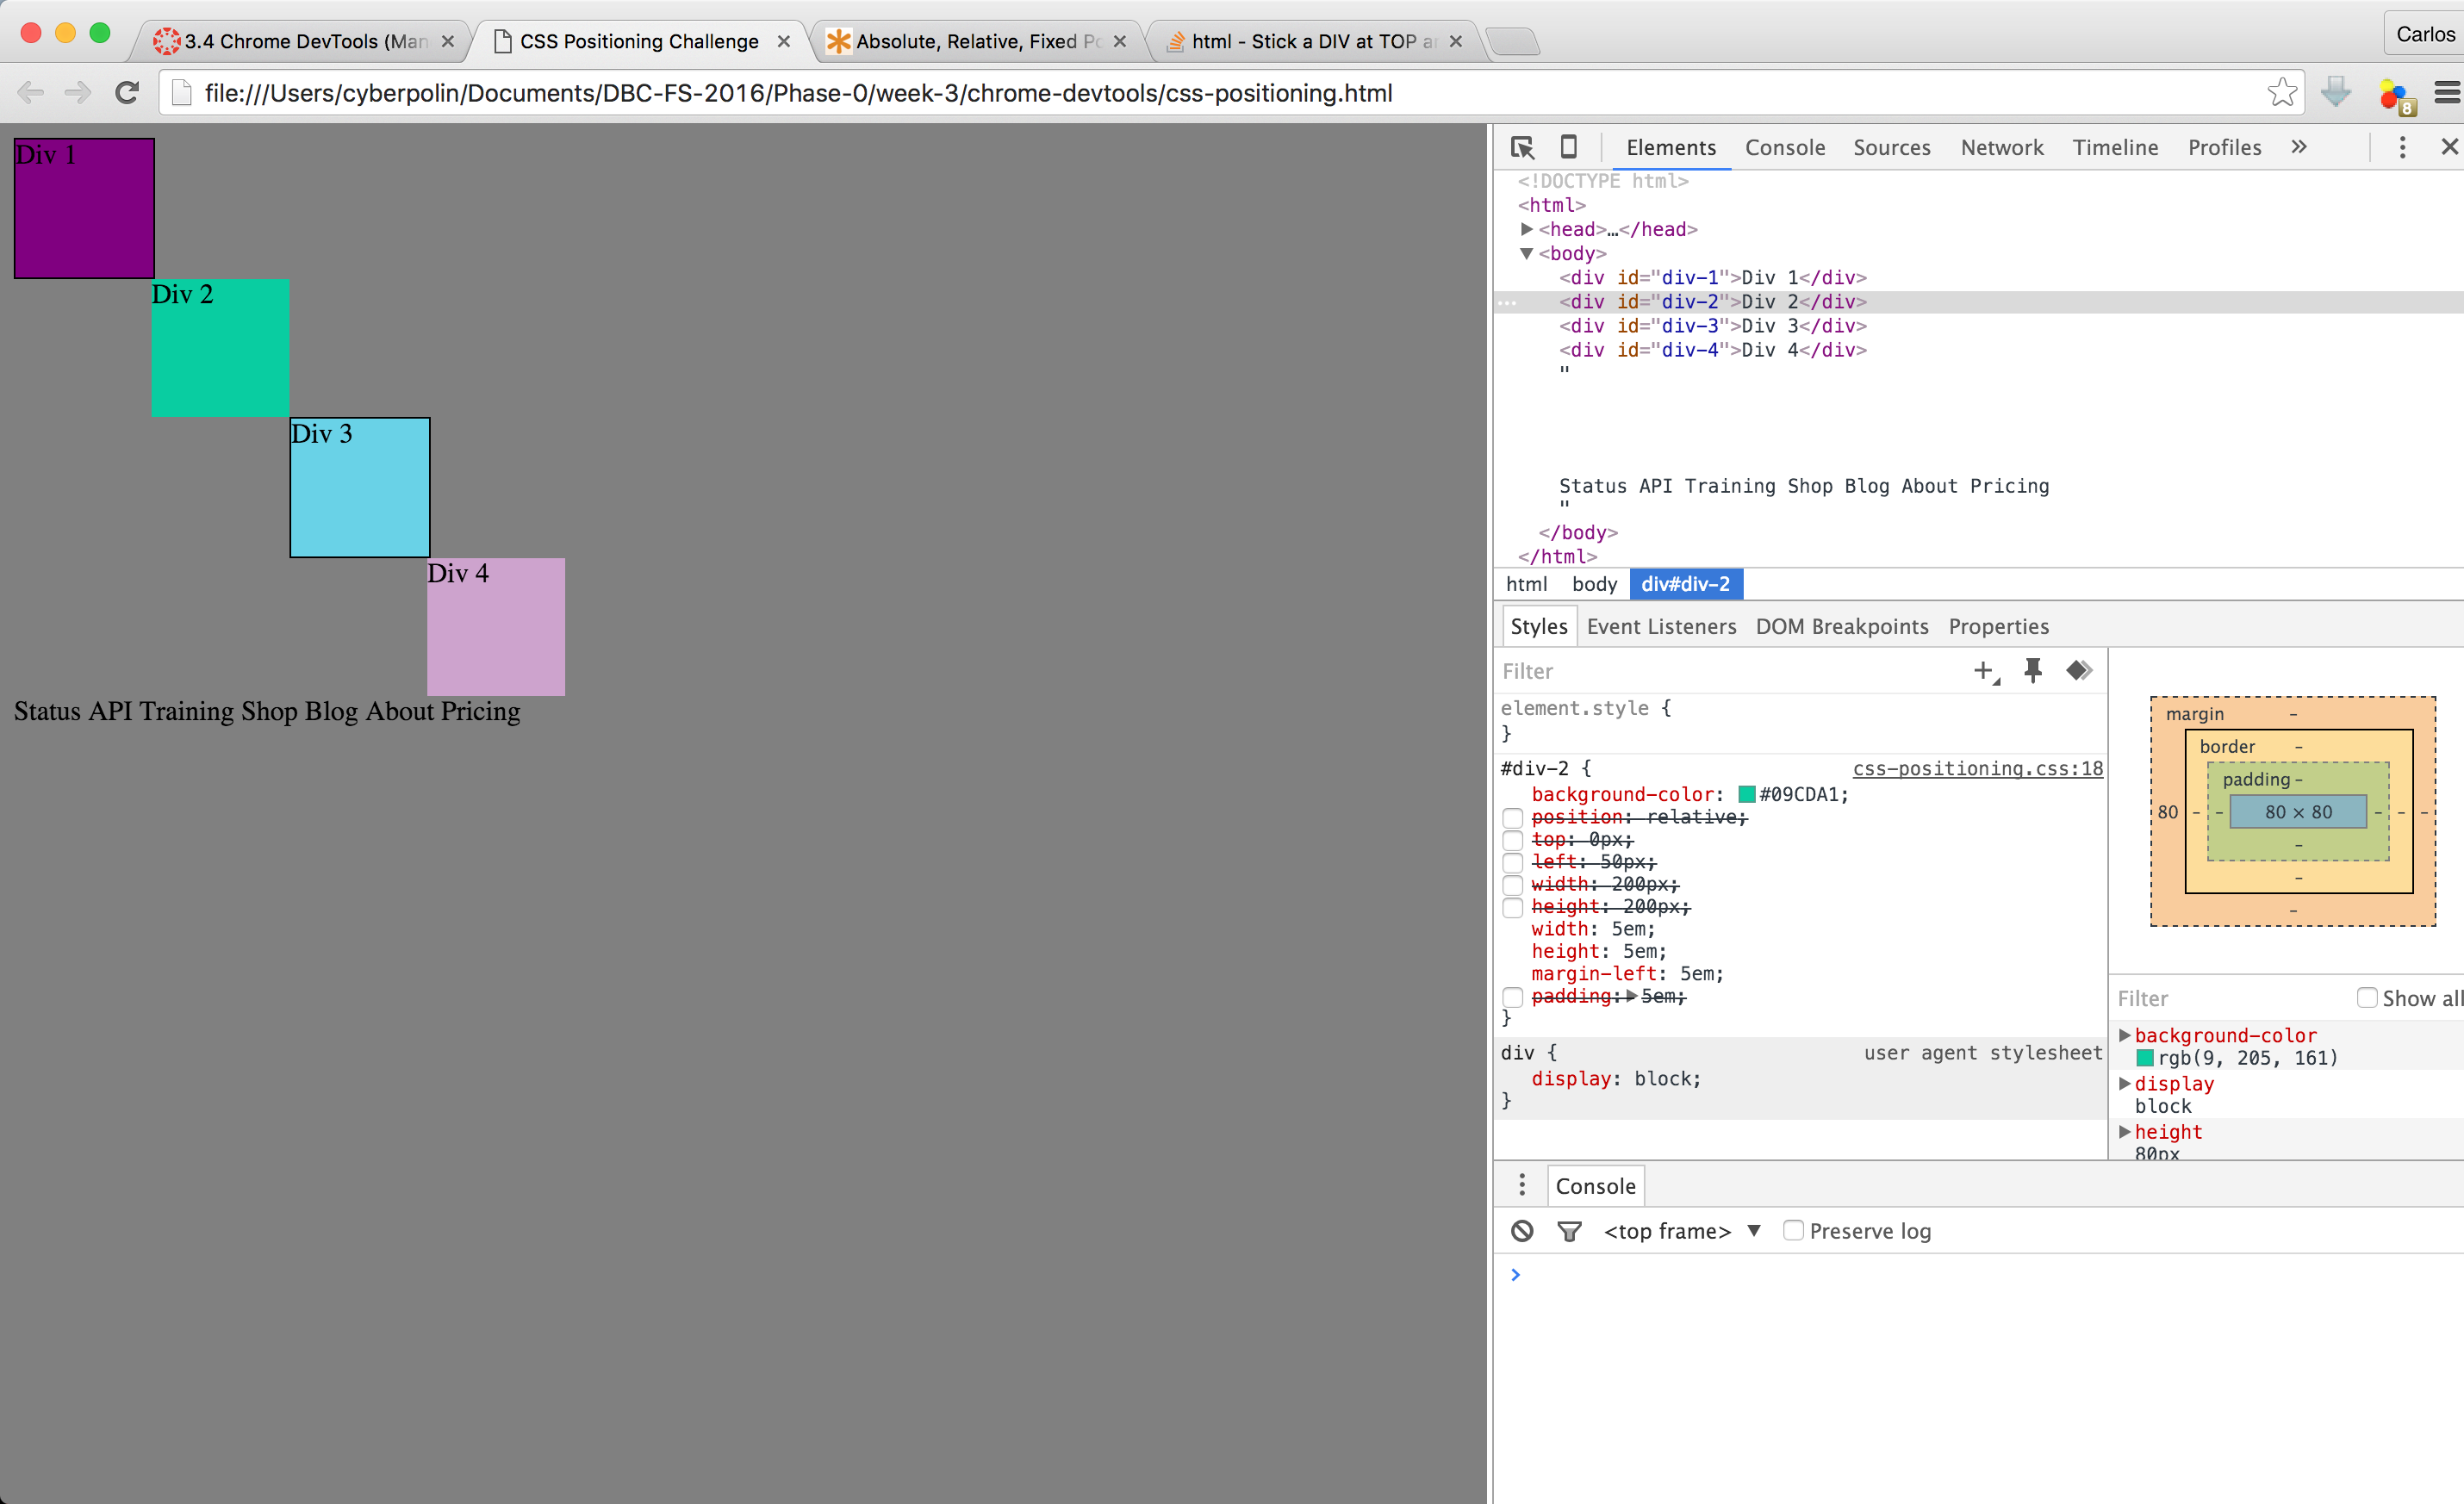 3.4 Chrome DevTools (Man
CSS Positioning Challenge
Absolute, Relative, Fixed Po
html - Stick a DIV at TOP a
Carlos
file:///Users/cyberpolin/Documents/DBC-FS-2016/Phase-0/week-3/chrome-devtools/css-positioning.html
8
Div 1
Div 2
Div 3
Div 4
Status API Training Shop Blog About Pricing
Elements Console Sources Network Timeline Profiles »
<!DOCTYPE html>
<html>
<head>…</head>
<body>
<div id="div-1">Div 1</div>
... <div id="div-2">Div 2</div>
<div id="div-3">Div 3</div>
<div id="div-4">Div 4</div>
"
Status API Training Shop Blog About Pricing
"
</body>
</html>
html body div#div-2
Styles Event Listeners DOM Breakpoints Properties
Filter
element.style {
}
#div-2 { css-positioning.css:18
background-color: #09CDA1;
position: relative;
top: 0px;
left: 50px;
width: 200px;
height: 200px;
width: 5em;
height: 5em;
margin-left: 5em;
padding: 5em;
}
div { user agent stylesheet
display: block;
}
margin -
border -
padding -
80 - - 80 × 80 - - -
-
-
-
Filter Show all
background-color
rgb(9, 205, 161)
display
block
height
80px
Console
<top frame> Preserve log
>